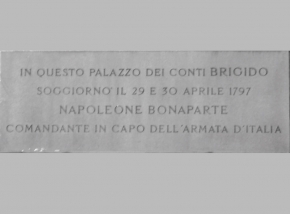 IN QUESTO PALAZZO DEI CONTI BRIGIDO
SOGGIORNO' IL 29 E 30 APRILE 1797
NAPOLEONE BONAPARTE
COMANDANTE IN CAPO DELL'ARMATA D'ITALIA